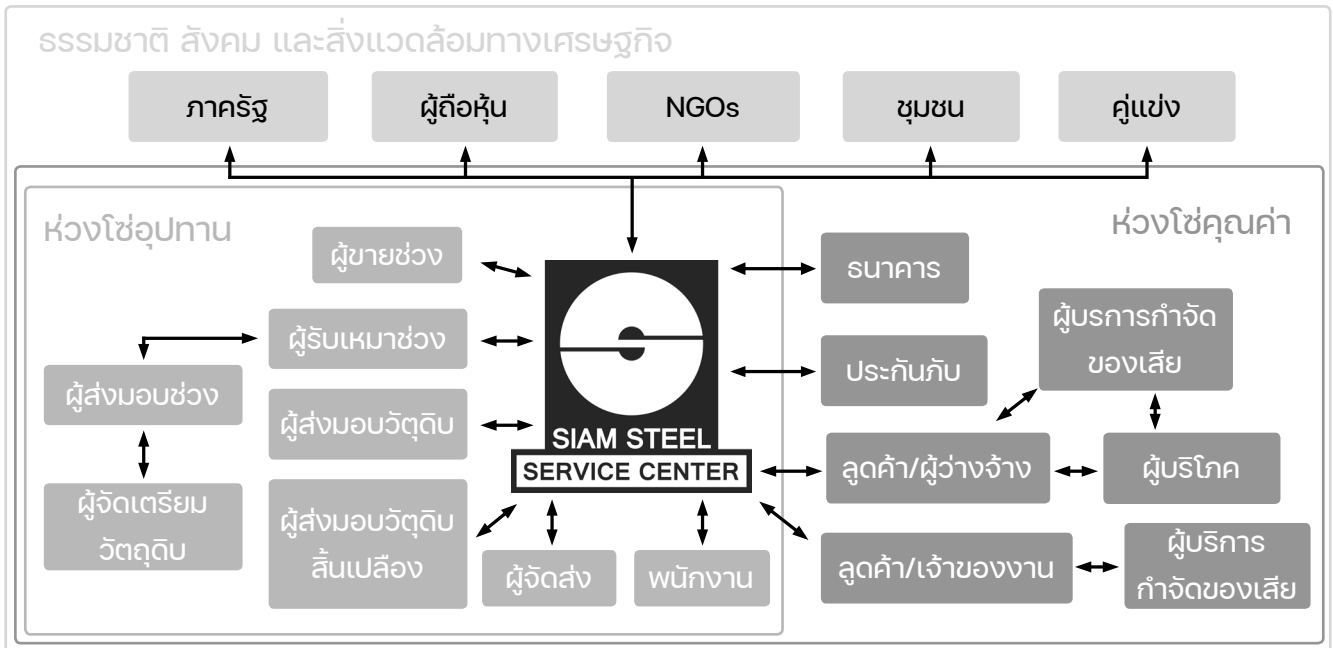 ธรรมชาติ สังคม และสิ่งแวดล้อมทางเศรษฐกิจ
ภาครัฐ
ผู้ถือหุ้น
NGOs
ชุมชน
คู่แข่ง
ห่วงโซ่อุปทาน
ห่วงโซ่คุณค่า
ผู้ขายช่วง
ธนาคาร
ผู้รับเหมาช่วง
ผู้บรการกำจัด
ของเสีย
ประกันภับ
ผู้ส่งมอบช่วง
ผู้ส่งมอบวัตุดิบ
SIAM STEEL
SERVICE CENTER
ลูดค้า/ผู้ว่างจ้าง
ผู้บริโภค
ผู้จัดเตรียม
วัตถุดิบ
ผู้ส่งมอบวัตุดิบ
สิ้นเปลือง
ผู้จัดส่ง
พนักงาน
ลูดค้า/เจ้าของงาน
ผู้บริการ
กำจัดของเสีย